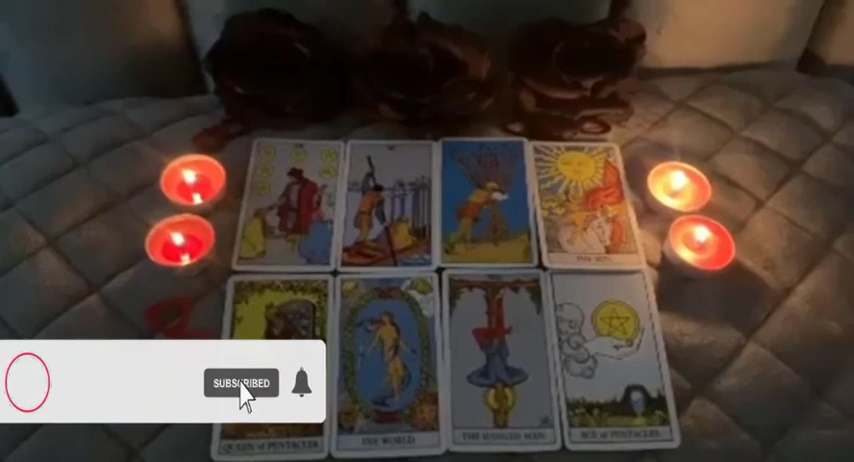 THE SUN.
SUBSCRIBED
QUEEN of PENTACLES.
THE WORLD.
THE HANGED MAN.
ACE of PENTACLES.